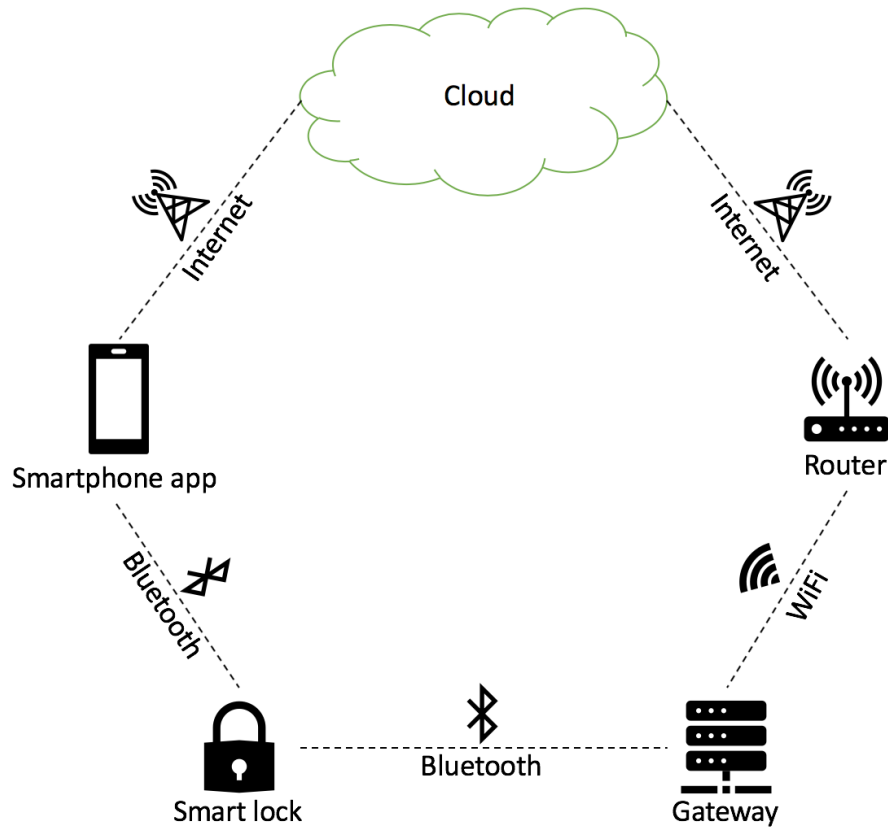 Cloud
Internet
Internet
Smartphone app
Router
Bluetooth
WiFi
Bluetooth
Smart lock
Gateway